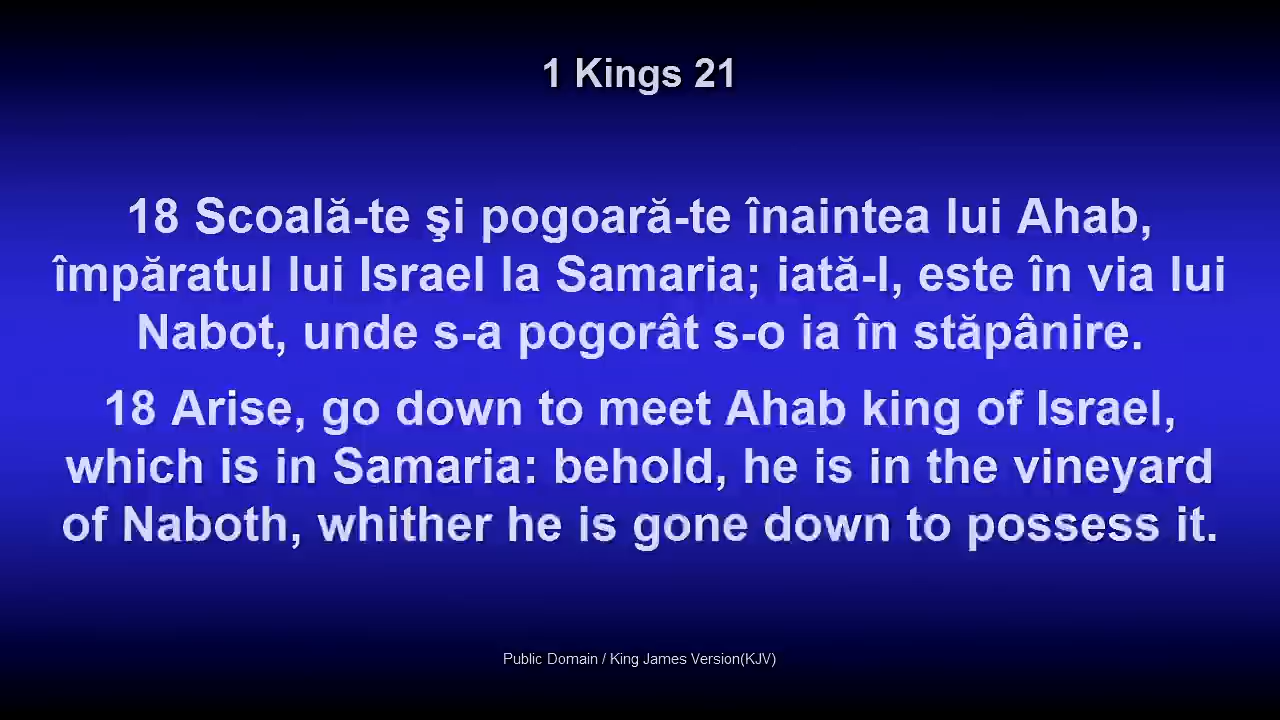 1 Kings 21
18 Scoală-te şi pogoară-te înaintea lui Ahab,
împăratul lui Israel la Samaria; iată-l, este în via lui
Nabot, unde s-a pogorât s-o ia în stăpânire.
18 Arise, go down to meet Ahab king of Israel,
which is in Samaria: behold, he is in the vineyard
of Naboth, whither he is gone down to possess it.
Public Domain / King James Version(KJV)